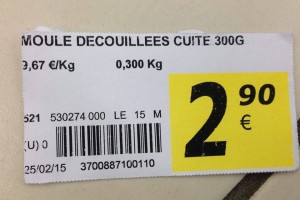 MOULE DECOUILLEES CUITE 300G
9,67 €/Kg 0,300 Kg
521 530274 000 LE 15 M
(U) 0
25/02/15 3700887100110
2 90
€